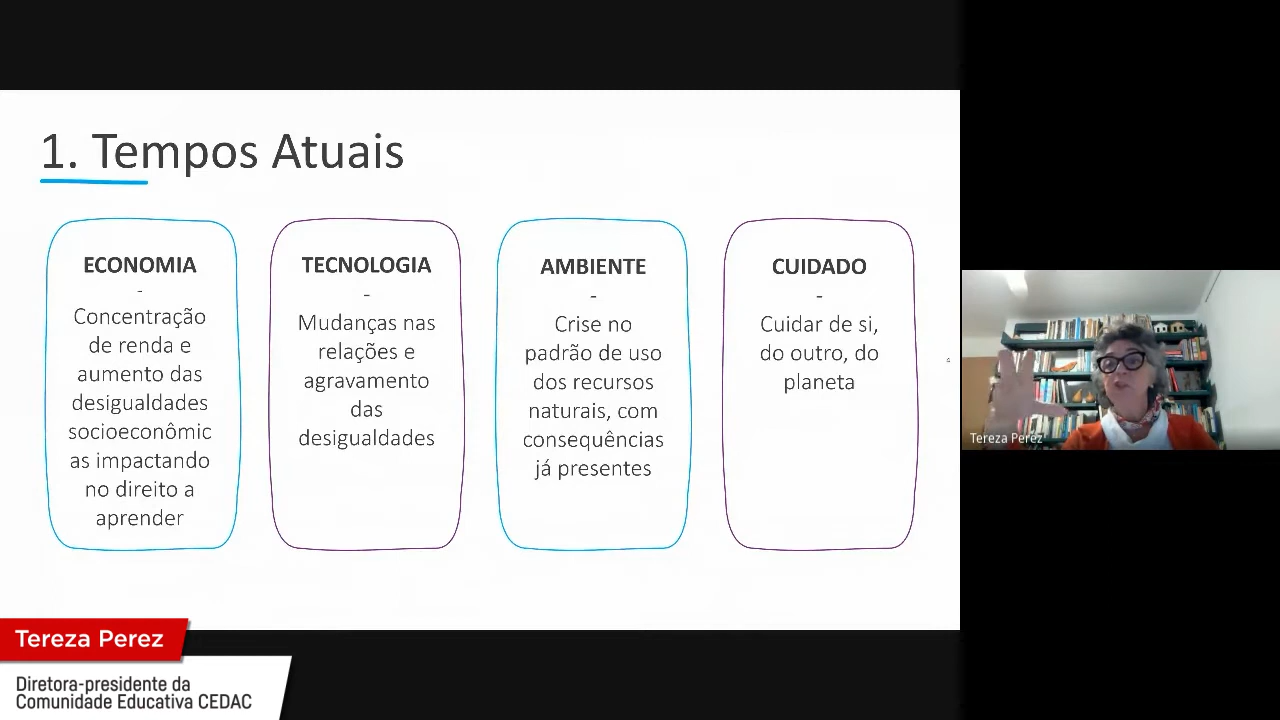 1. Tempos Atuais
ECONOMIA
-
Concentração
de renda e
aumento das
desigualdades
socioeconômic
as impactando
no direito a
aprender
TECNOLOGIA
-
Mudanças nas
relações e
agravamento
das
desigualdades
AMBIENTE
-
Crise no
padrão de uso
dos recursos
naturais, com
consequências
já presentes
CUIDADO
-
Cuidar de si,
do outro, do
planeta
Tereza Perez
Tereza Perez
Diretora-presidente da
Comunidade Educativa CEDAC